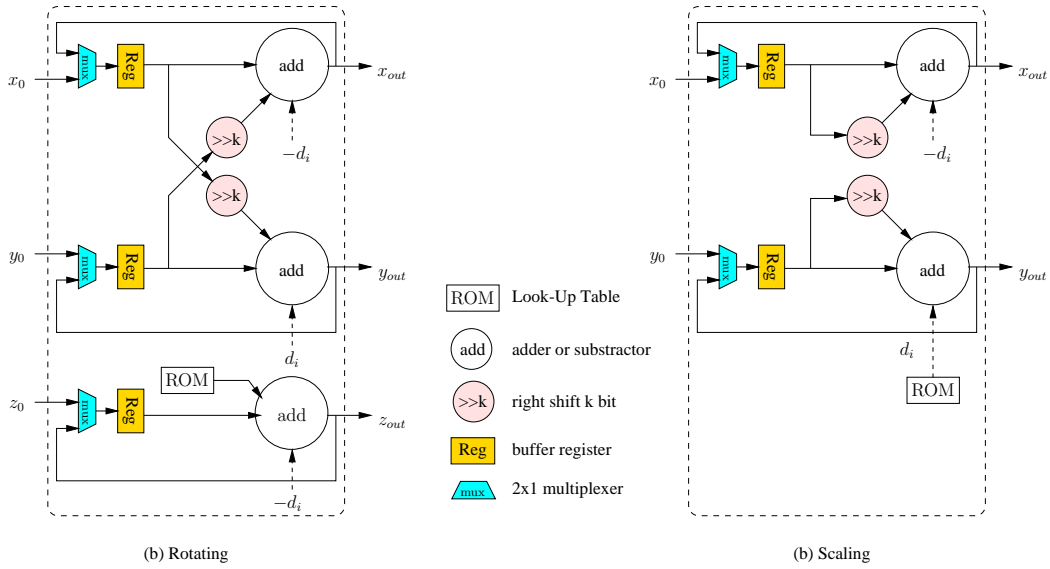 mux
Reg
add
x_0
x_out
>>k
-d_i
>>k
y_0
mux
Reg
add
y_out
d_i
ROM
z_0
mux
Reg
add
z_out
-d_i
(b) Rotating
ROM Look-Up Table
add adder or substractor
>>k right shift k bit
Reg buffer register
mux 2x1 multiplexer
mux
Reg
add
x_0
x_out
>>k
-d_i
>>k
y_0
mux
Reg
add
y_out
d_i
ROM
(b) Scaling